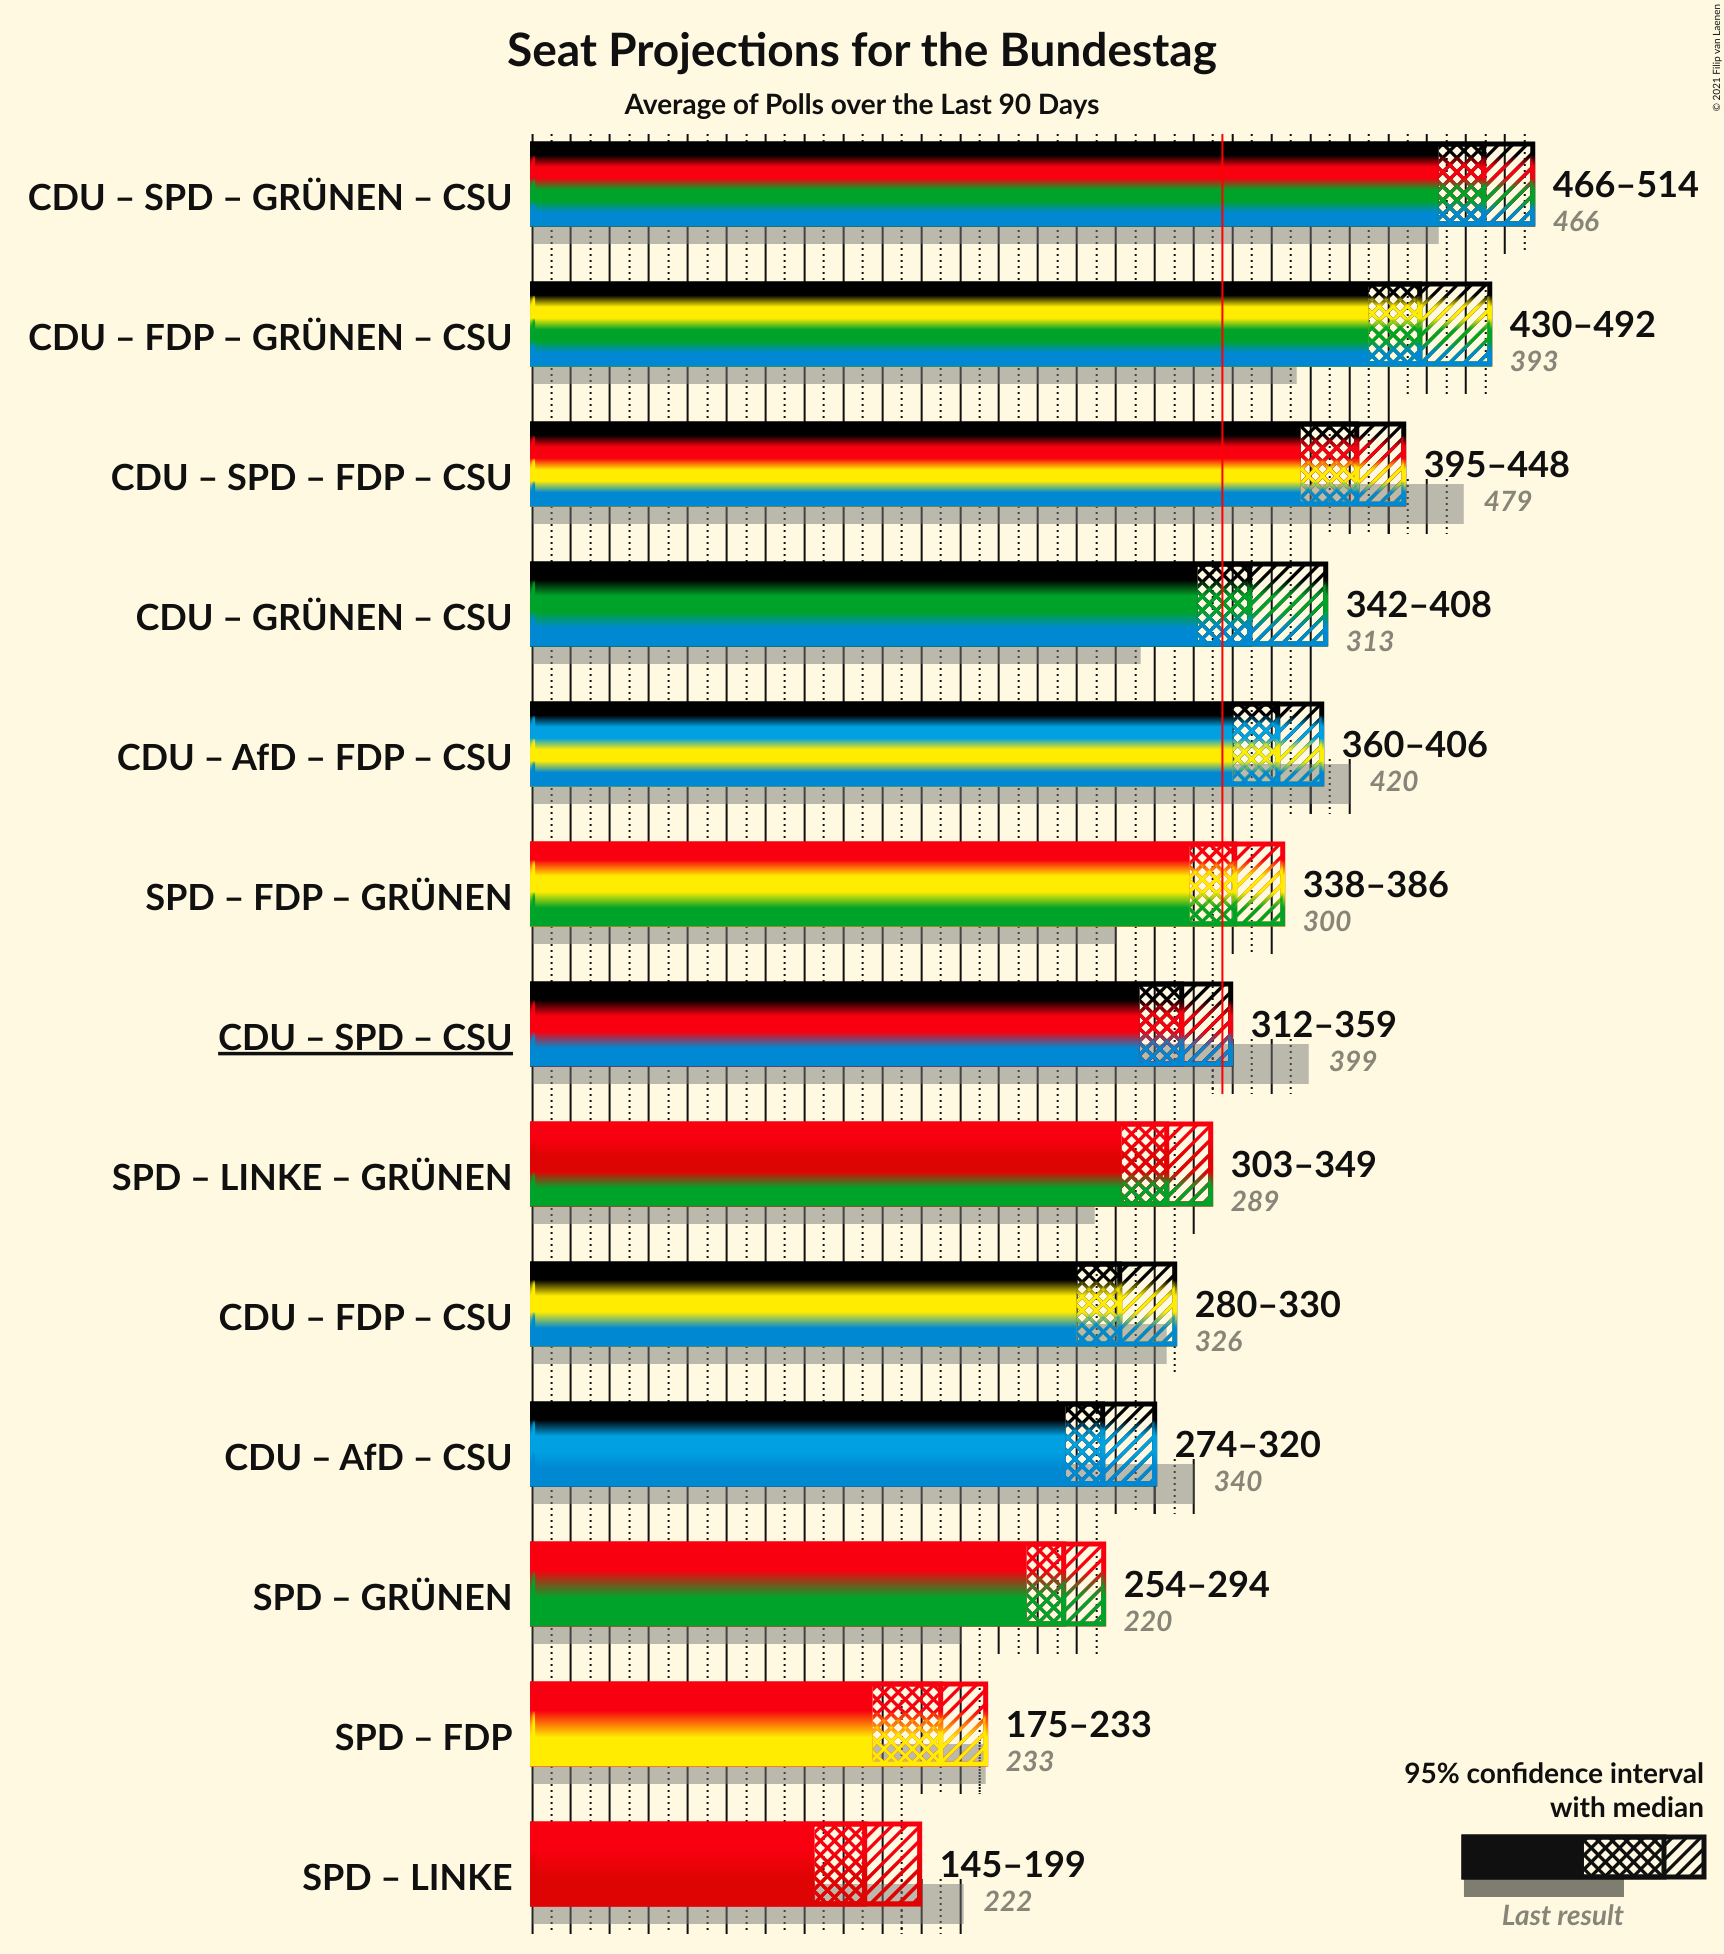 Seat Projections for the Bundestag
Average of Polls over the Last 90 Days
© 2021 Filip van Laenen
CDU – SPD – GRÜNEN – CSU
466–514
466
CDU – FDP – GRÜNEN – CSU
430–492
393
CDU – SPD – FDP – CSU
395–448
479
CDU – GRÜNEN – CSU
342–408
313
CDU – AfD – FDP – CSU
360–406
420
SPD – FDP – GRÜNEN
338–386
300
CDU – SPD – CSU
312–359
399
SPD – LINKE – GRÜNEN
303–349
289
CDU – FDP – CSU
280–330
326
CDU – AfD – CSU
274–320
340
SPD – GRÜNEN
254–294
220
SPD – FDP
175–233
233
SPD – LINKE
145–199
222
95% confidence interval
with median
Last result